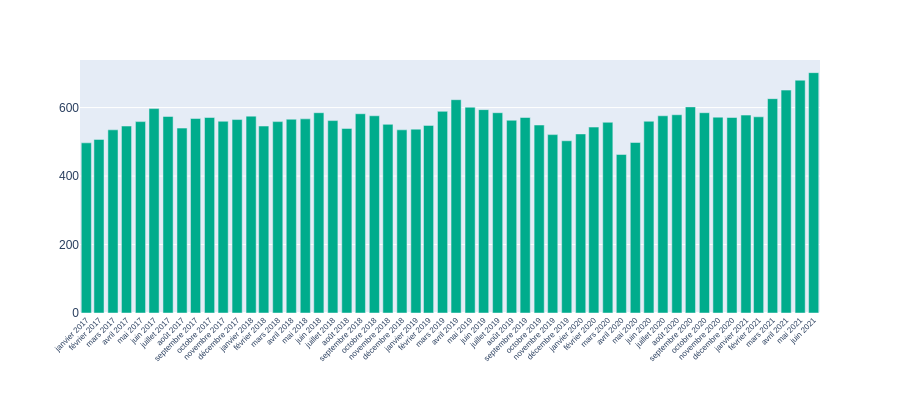 600
400
200
0
janvier 2017
février 2017
mars 2017
avril 2017
mai 2017
juin 2017
juillet 2017
août 2017
septembre 2017
octobre 2017
novembre 2017
décembre 2017
janvier 2018
février 2018
mars 2018
avril 2018
mai 2018
juin 2018
juillet 2018
août 2018
septembre 2018
octobre 2018
novembre 2018
décembre 2018
janvier 2019
février 2019
mars 2019
avril 2019
mai 2019
juin 2019
juillet 2019
août 2019
septembre 2019
octobre 2019
novembre 2019
décembre 2019
janvier 2020
février 2020
mars 2020
avril 2020
mai 2020
juin 2020
juillet 2020
août 2020
septembre 2020
octobre 2020
novembre 2020
décembre 2020
janvier 2021
février 2021
mars 2021
avril 2021
mai 2021
juin 2021